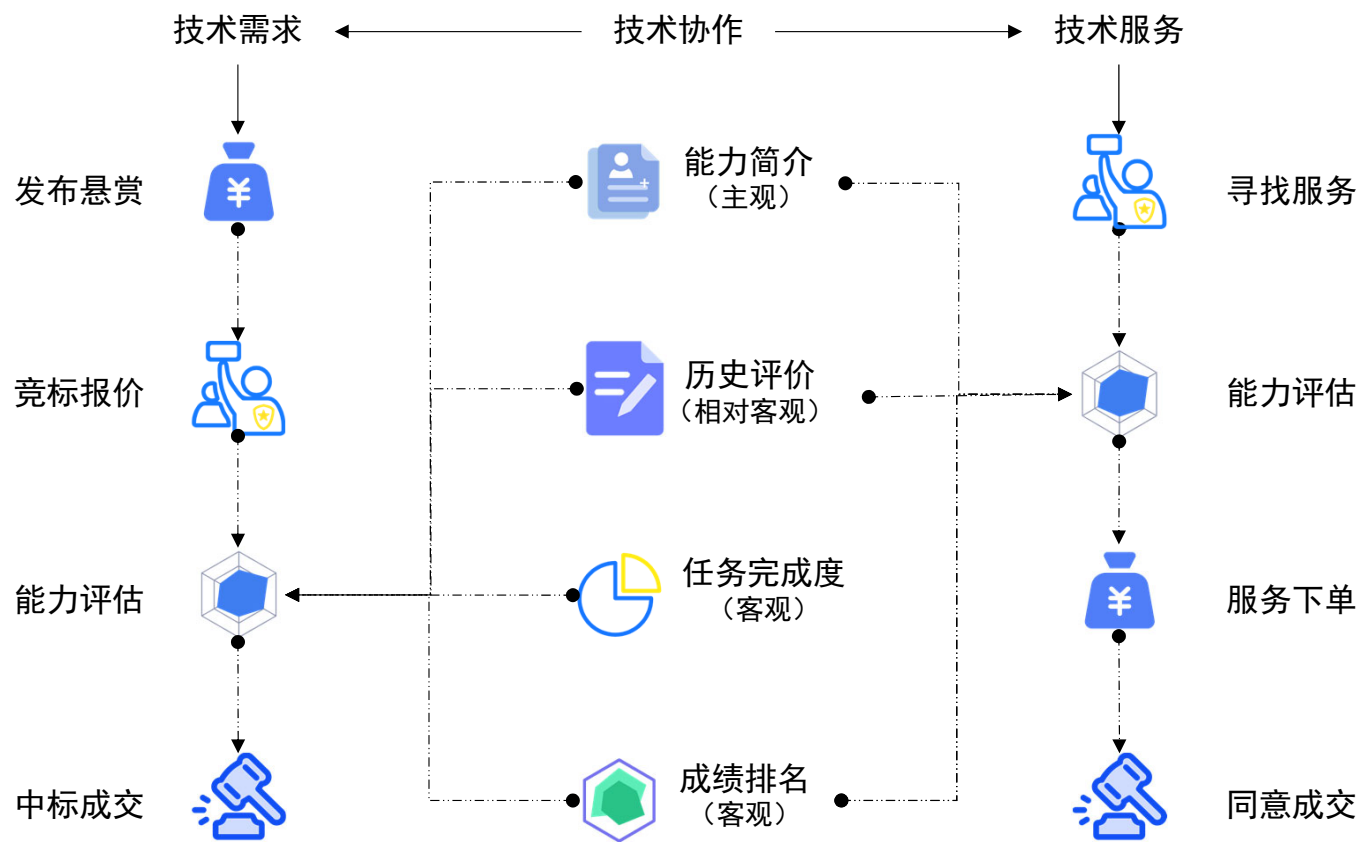 技术需求
技术协作
技术服务
发布悬赏
¥
能力简介
（主观）
寻找服务
竞标报价
历史评价
（相对客观）
能力评估
能力评估
任务完成度
（客观）
¥
服务下单
中标成交
成绩排名
（客观）
同意成交